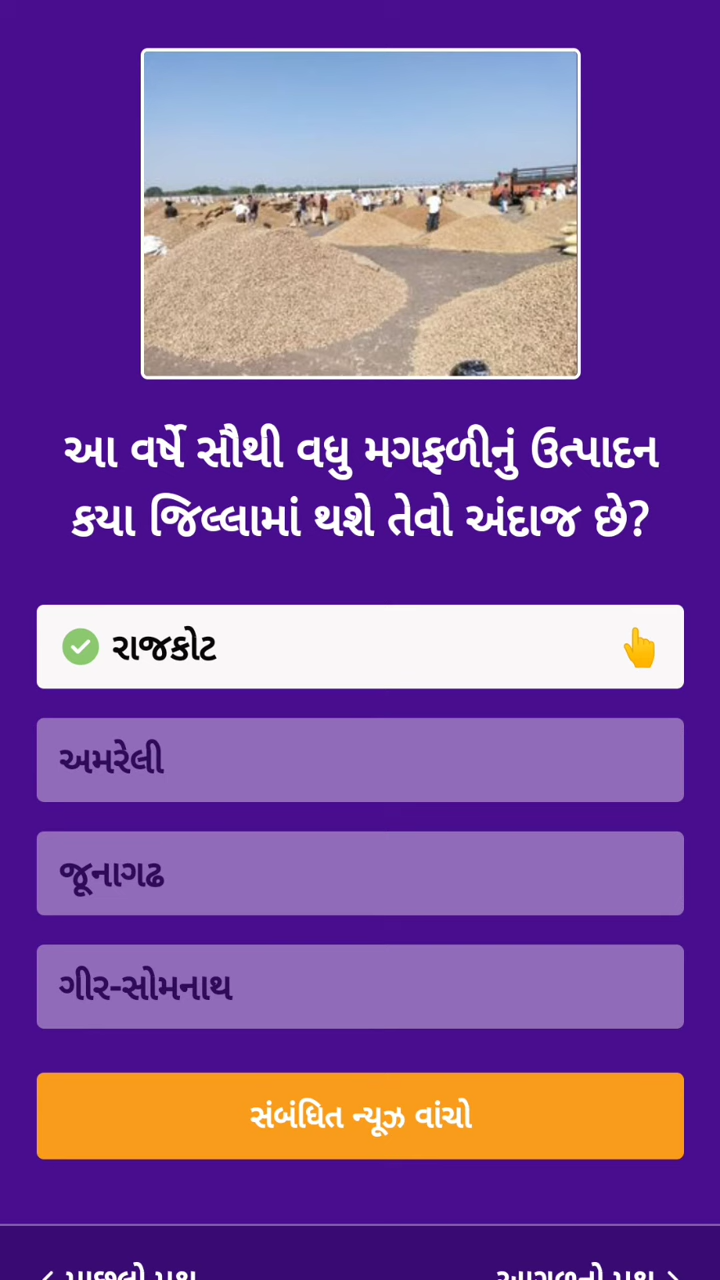 આ વર્ષે સૌથી વધુ મગફળીનું ઉત્પાદન
કયા જિલ્લામાં થશે તેવો અંદાજ છે?
રાજકોટ
અમરેલી
જૂનાગઢ
ગીર-સોમનાથ
સંબંધિત ન્યૂઝ વાંચો